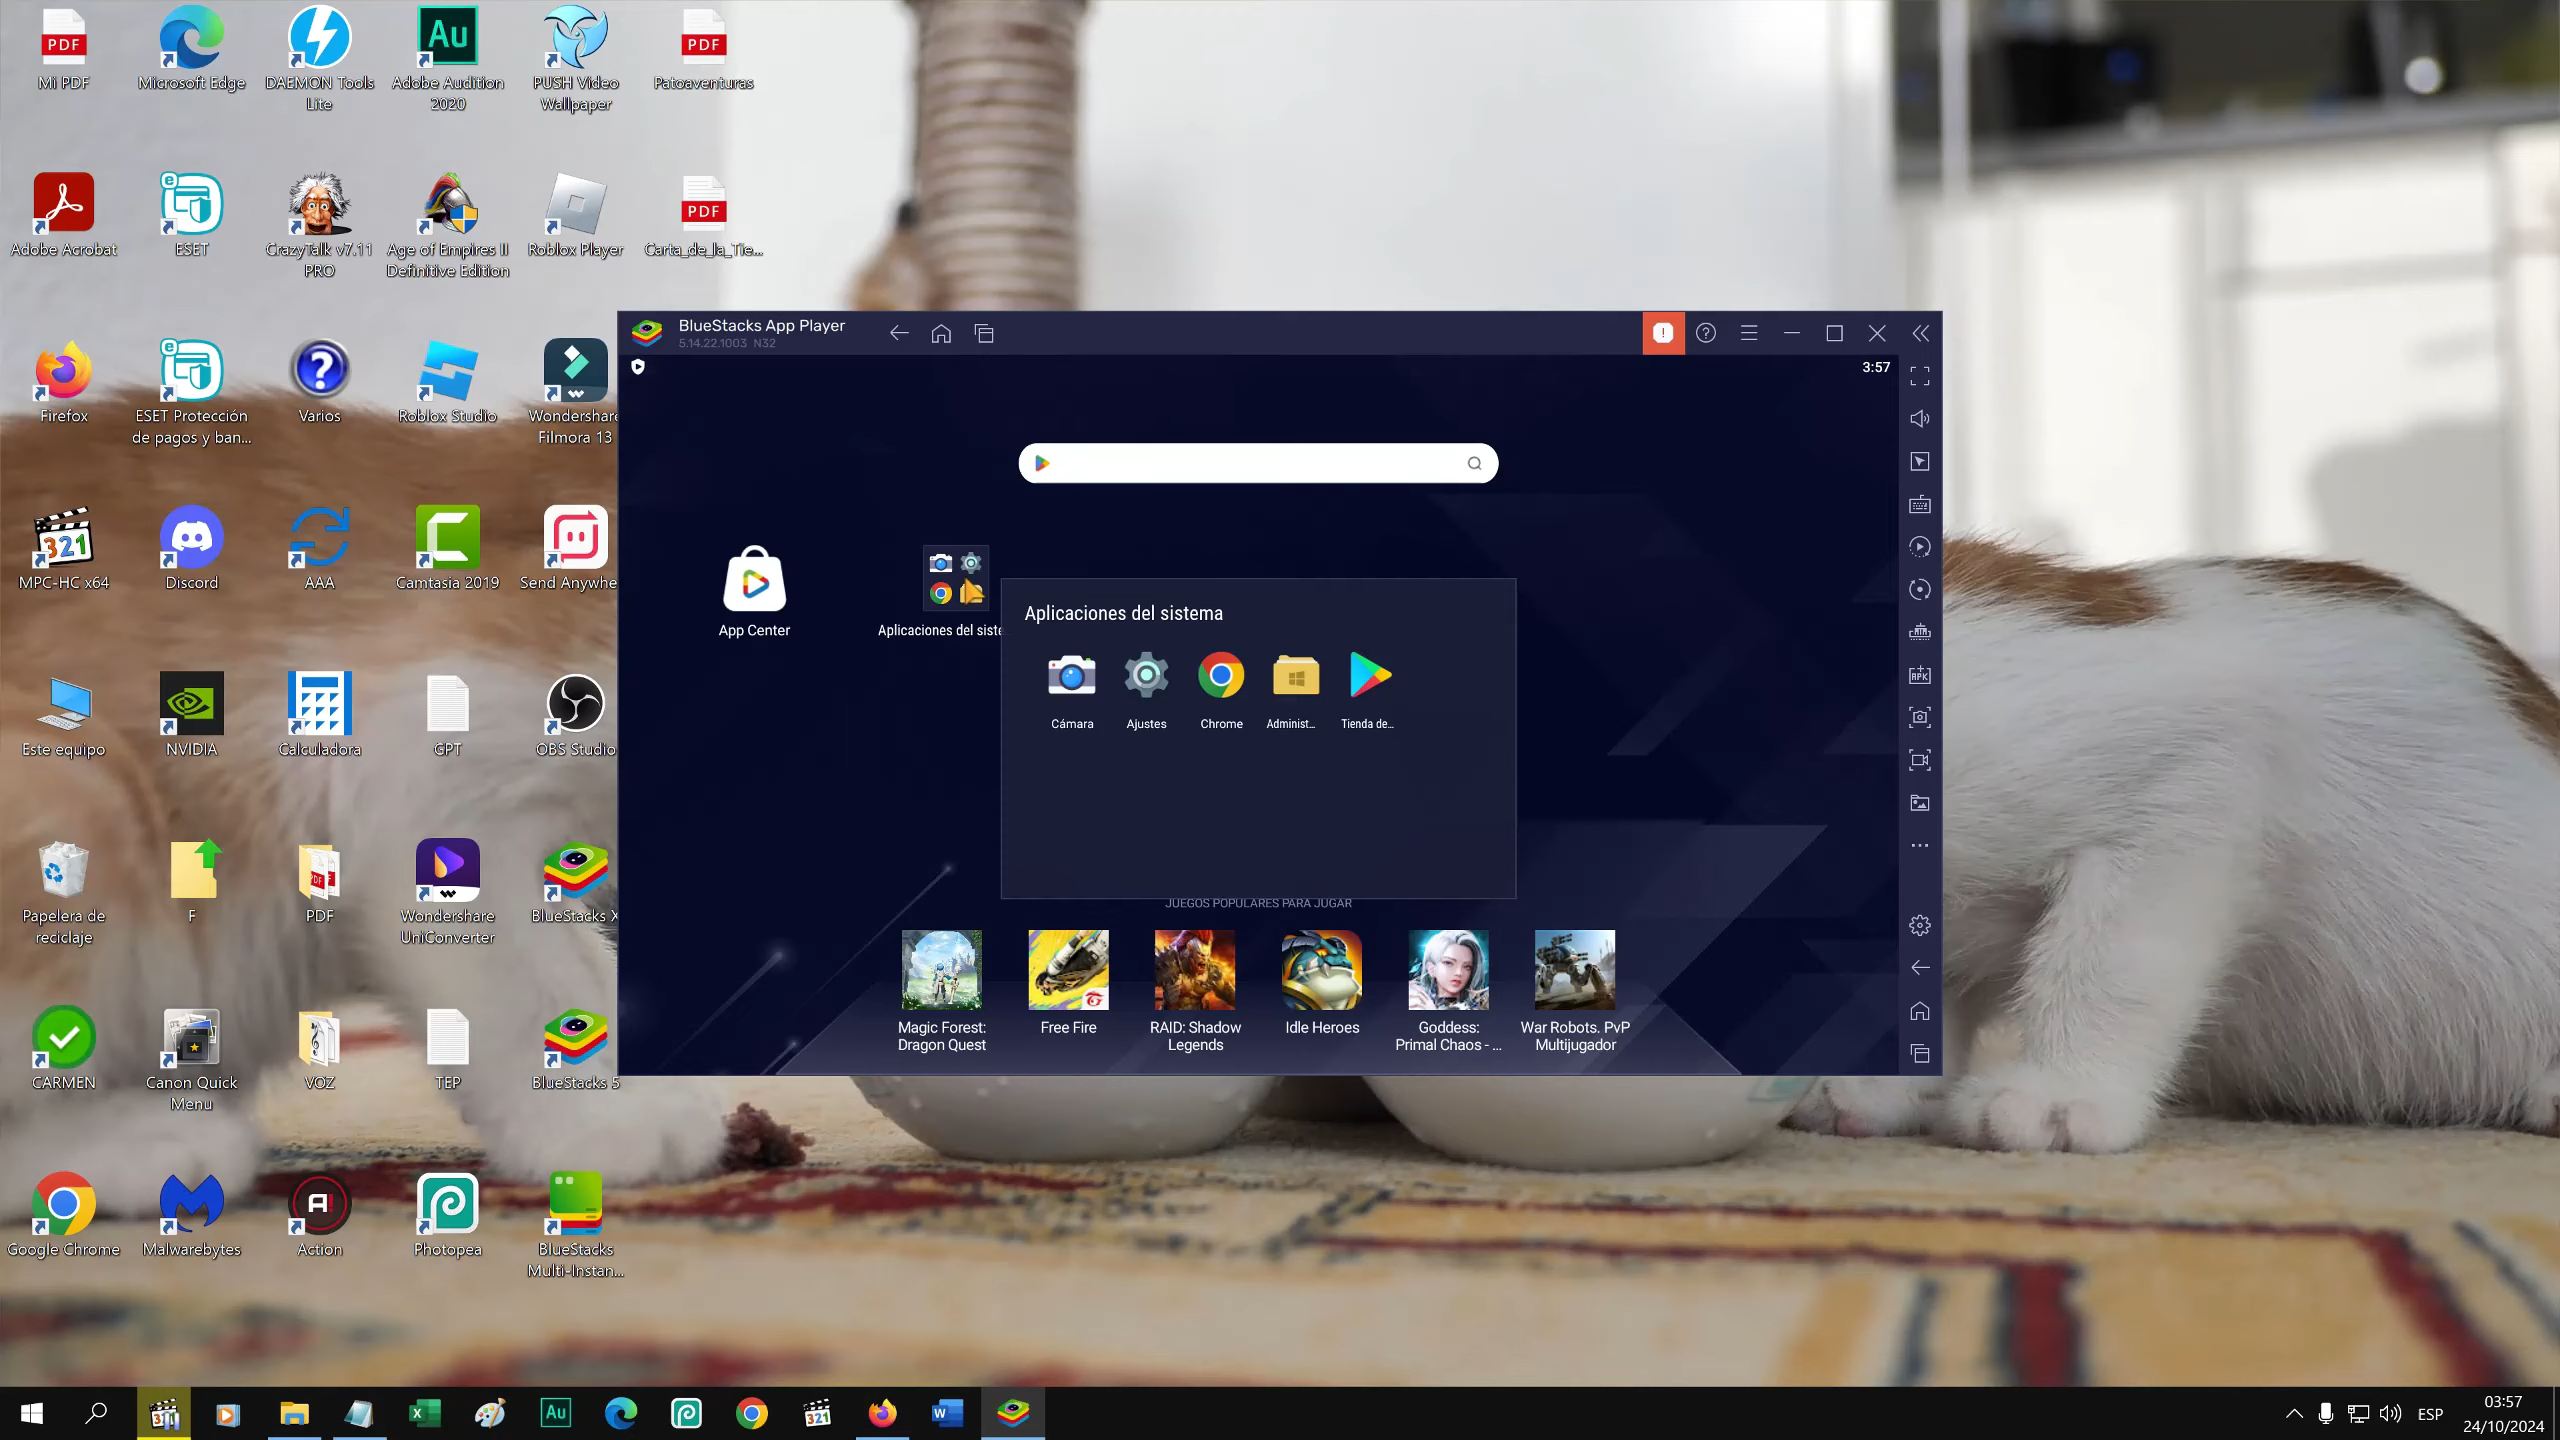 PDF
Mi PDF
Microsoft Edge
DAEMON Tools
Lite
Au
Adobe Audition
2020
PUSH Video
Wallpaper
PDF
Patoaventuras
Adobe Acrobat
ESET
CrazyTalk v7.11
PRO
Age of Empires II
Definitive Edition
Roblox Player
PDF
Carta_de_la_Tie...
Firefox
ESET Protección
de pagos y ban...
Varios
Roblox Studio
Wondershare
Filmora 13
321
MPC-HC x64
Discord
AAA
Camtasia 2019
Send Anywhe
Este equipo
NVIDIA
Calculadora
GPT
OBS Studio
Papelera de
reciclaje
F
PDF
PDF
Wondershare
UniConverter
BlueStacks X
CARMEN
Canon Quick
Menu
VOZ
TEP
BlueStacks 5
Google Chrome
Malwarebytes
Action
Photopea
BlueStacks
Multi-Instan...
BlueStacks App Player
5.14.22.1003 N32
3:57
App Center
Aplicaciones del siste
Aplicaciones del sistema
Cámara
Ajustes
Chrome
Administ...
Tienda de...
JUEGOS POPULARES PARA JUGAR
Magic Forest:
Dragon Quest
Free Fire
RAID: Shadow
Legends
Idle Heroes
Goddess:
Primal Chaos - ...
War Robots. PvP
Multijugador
APK
Au
321
ESP
03:57
24/10/2024